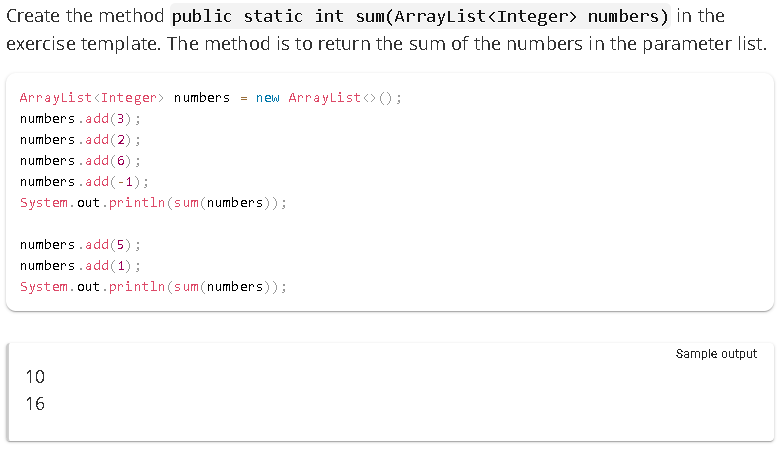 Create the method public static int sum(ArrayList<Integer> numbers) in the
exercise template. The method is to return the sum of the numbers in the parameter list.
ArrayList<Integer> numbers = new ArrayList<>();
numbers.add(3);
numbers.add(2);
numbers.add(6);
numbers.add(-1);
System.out.println(sum(numbers));
numbers.add(5);
numbers.add(1);
System.out.println(sum(numbers));
Sample output
10
16